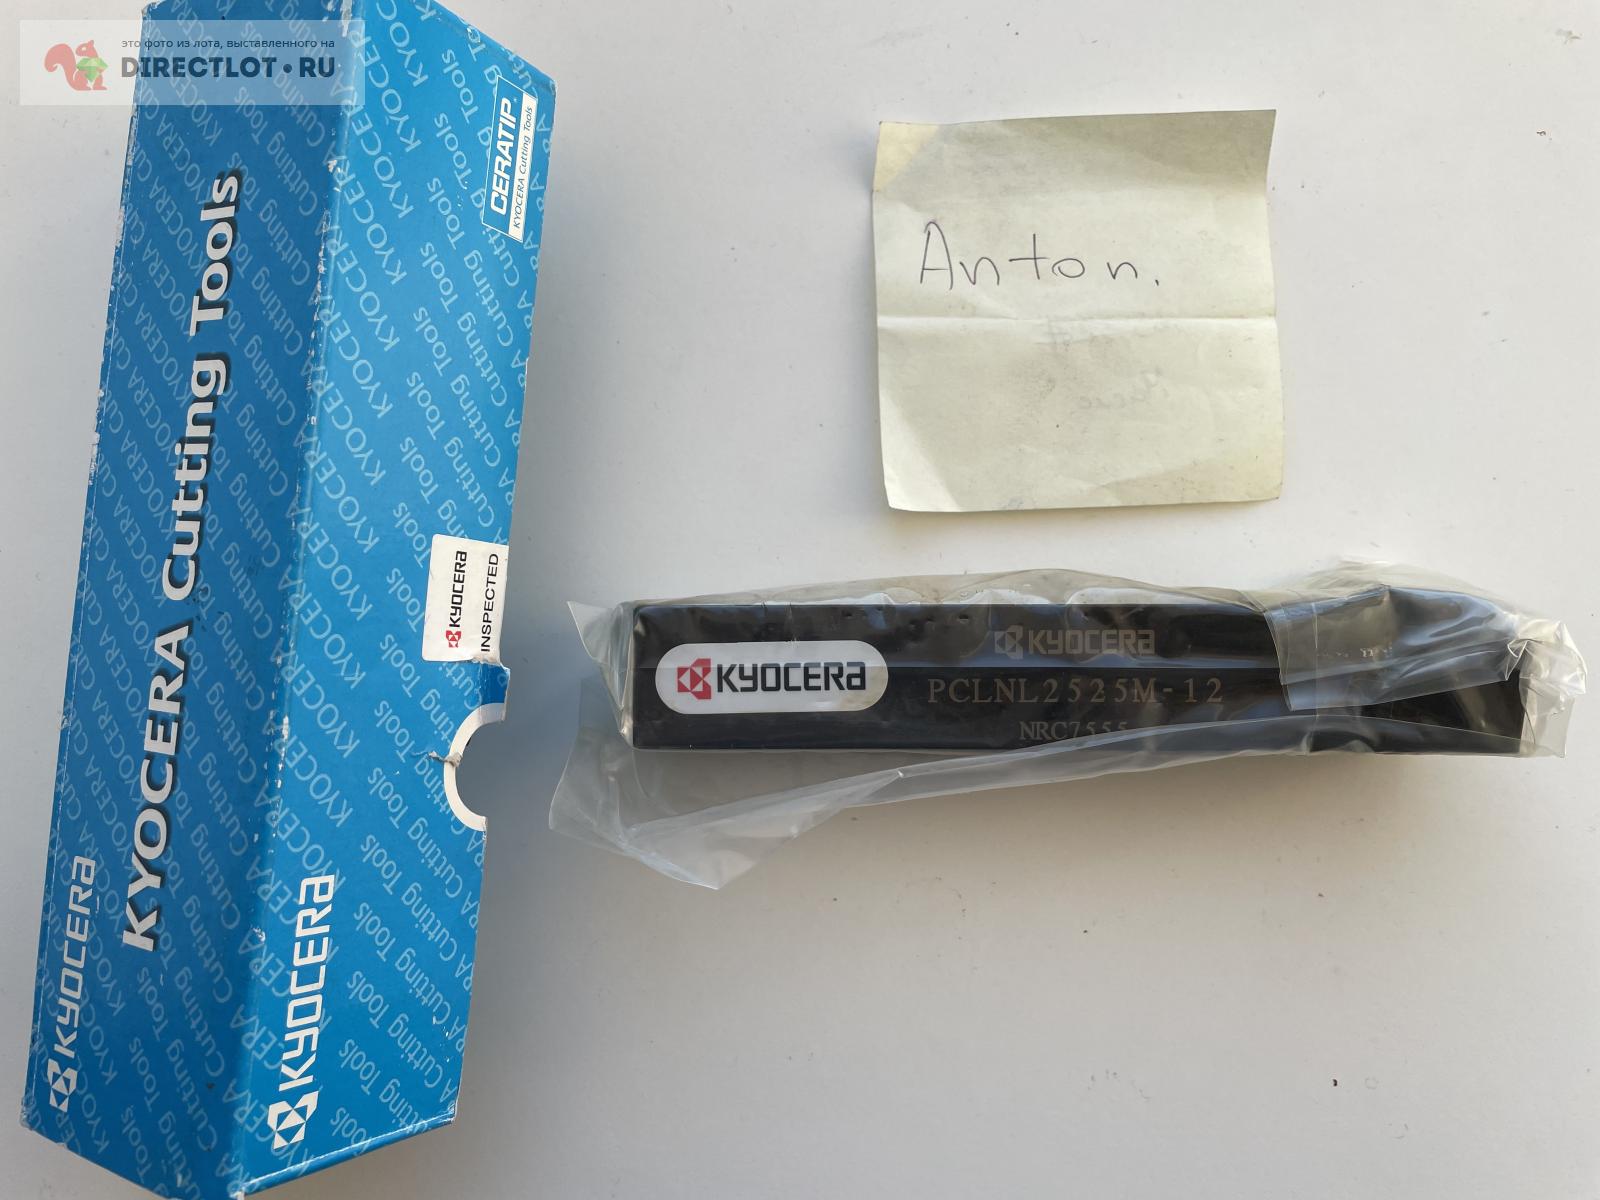 это фото из лота, выставленного на
DIRECTLOT.RU
CERATIP
KYOCERA Cutting Tools
KYOCERA Cutting Tools
KYOCERA
INSPECTED
KYOCERA
KYOCERA
Anton.
KYOCERA
KYOCERA
PCLNL2525M-12
NRC7555